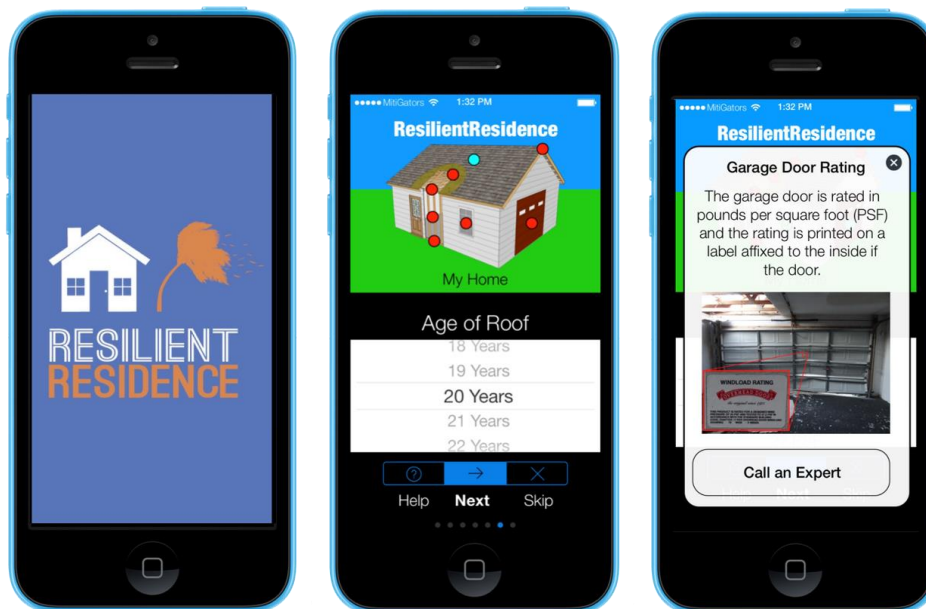 RESILIENT
RESIDENCE
MitiGators
1:32 PM
ResilientResidence
My Home
Age of Roof
18 Years
19 Years
20 Years
21 Years
22 Years
Help
Next
Skip
MitiGators
1:32 PM
ResilientResidence
Garage Door Rating
The garage door is rated in
pounds per square foot (PSF)
and the rating is printed on a
label affixed to the inside if
the door.
WINDLOAD RATING
OVERHEAD DOOR
Call an Expert